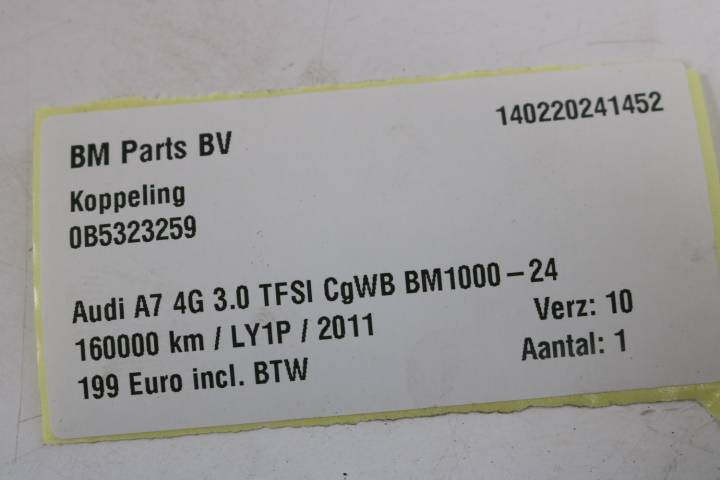 140220241452
BM Parts BV
Koppeling
0B5323259
Audi A7 4G 3.0 TFSI CgWB BM1000-24
160000 km / LY1P / 2011
Verz: 10
199 Euro incl. BTW
Aantal: 1